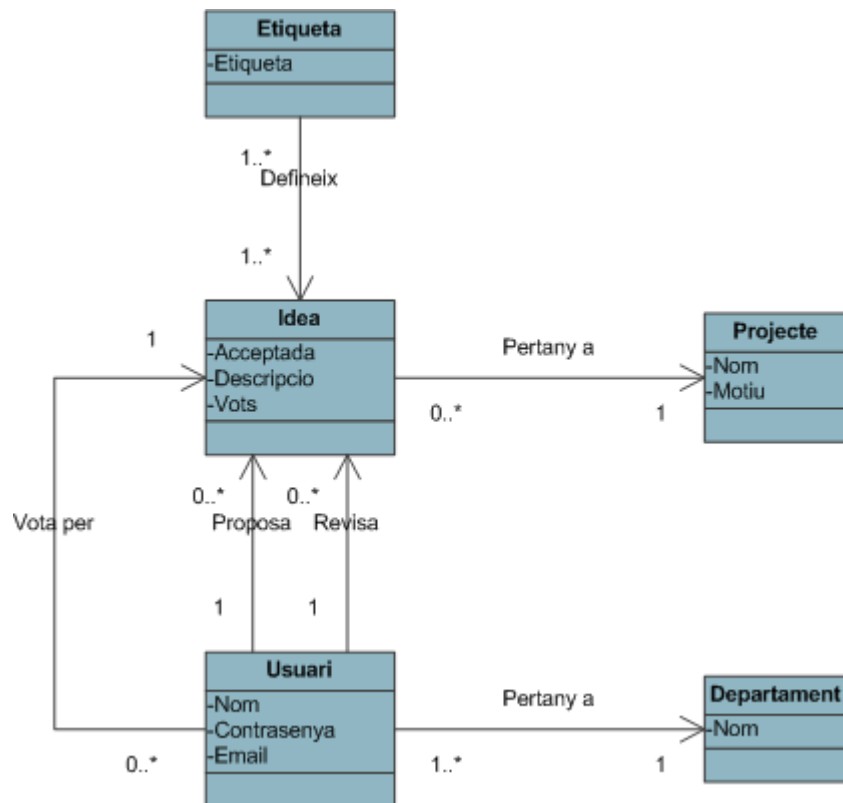 Etiqueta
-Etiqueta
1..*
Defineix
1..*
Idea
-Acceptada
-Descripcio
-Vots
1
Pertany a
0..*
1
Projecte
-Nom
-Motiu
Vota per
0..*
0..*
Proposa
Revisa
1
1
Usuari
-Nom
-Contrasenya
-Email
0..*
Pertany a
1..*
1
Departament
-Nom